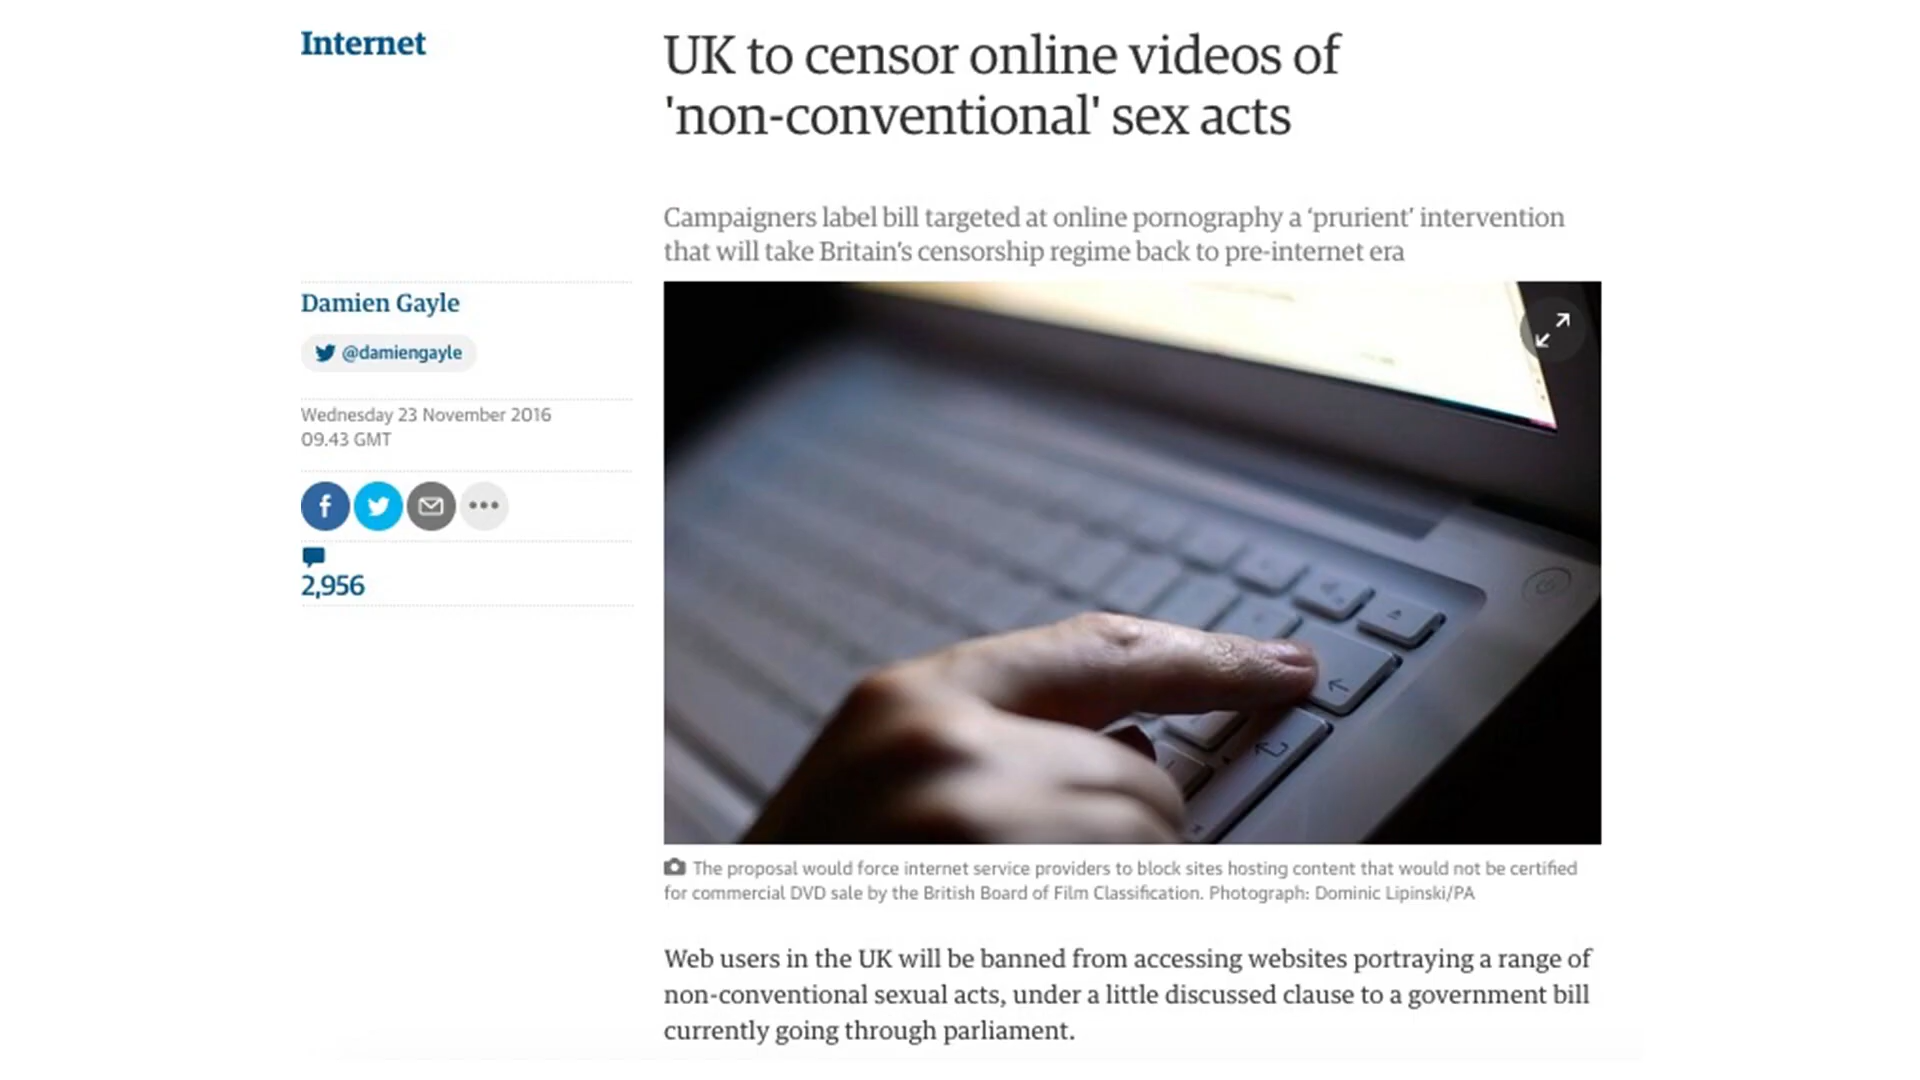 Internet
UK to censor online videos of
'non-conventional' sex acts
Campaigners label bill targeted at online pornography a ‘prurient’ intervention
that will take Britain’s censorship regime back to pre-internet era
Damien Gayle
@damiengayle
Wednesday 23 November 2016
09.43 GMT
2,956
The proposal would force internet service providers to block sites hosting content that would not be certified
for commercial DVD sale by the British Board of Film Classification. Photograph: Dominic Lipinski/PA
Web users in the UK will be banned from accessing websites portraying a range of
non-conventional sexual acts, under a little discussed clause to a government bill
currently going through parliament.